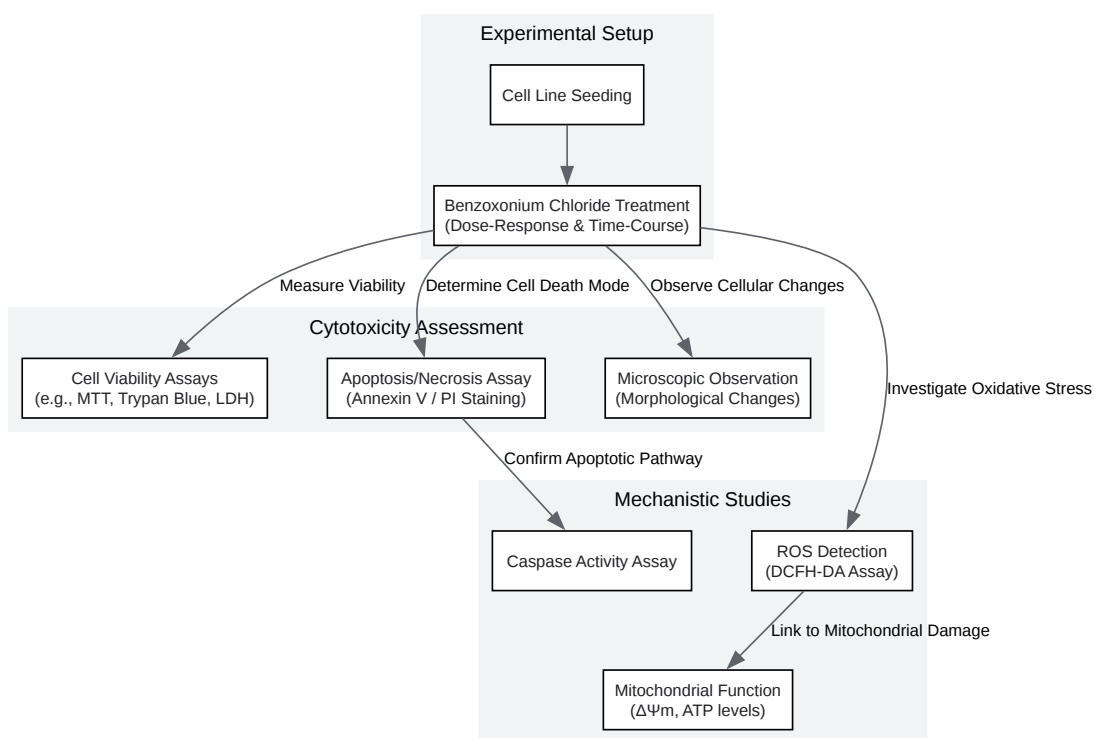 Experimental Setup
Cell Line Seeding
Benzoxonium Chloride Treatment
(Dose-Response & Time-Course)
Measure Viability
Determine Cell Death Mode
Observe Cellular Changes
Cytotoxicity Assessment
Cell Viability Assays
(e.g., MTT, Trypan Blue, LDH)
Apoptosis/Necrosis Assay
(Annexin V / PI Staining)
Microscopic Observation
(Morphological Changes)
Investigate Oxidative Stress
Confirm Apoptotic Pathway
Mechanistic Studies
Caspase Activity Assay
ROS Detection
(DCFH-DA Assay)
Link to Mitochondrial Damage
Mitochondrial Function
(ΔΨm, ATP levels)